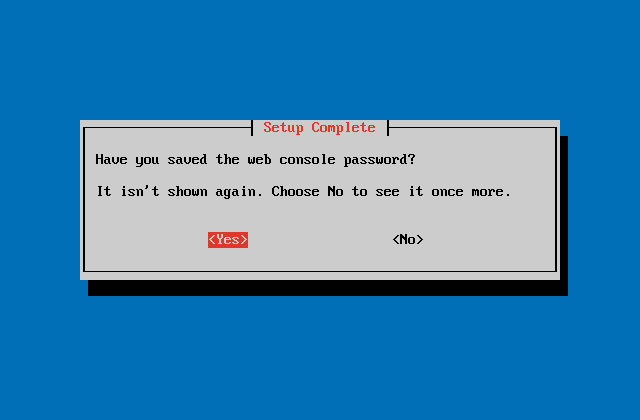 Setup Complete
Have you saved the web console password?
It isn't shown again. Choose No to see it once more.
<Yes> <No>